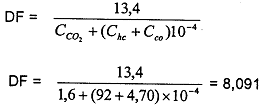 DF = 13,4 / C_CO₂ + (C_hc + C_co)10⁻⁴
DF = 13,4 / 1,6 + (92 + 4,70) × 10⁻⁴ = 8,091